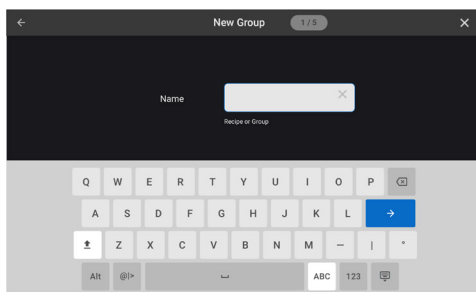 New Group 1 / 5
Name
Recipe or Group
Q W E R T Y U I O P
A S D F G H J K L
Z X C V B N M — | °
Alt @|> ABC 123